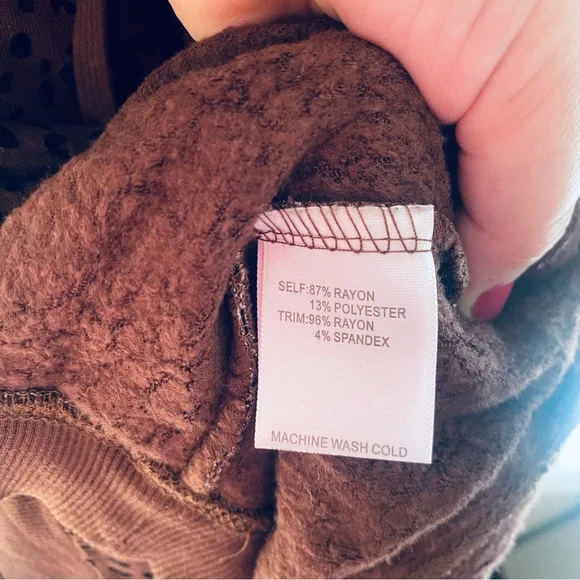 SELF:87% RAYON
13% POLYESTER
TRIM:96% RAYON
4% SPANDEX
MACHINE WASH COLD